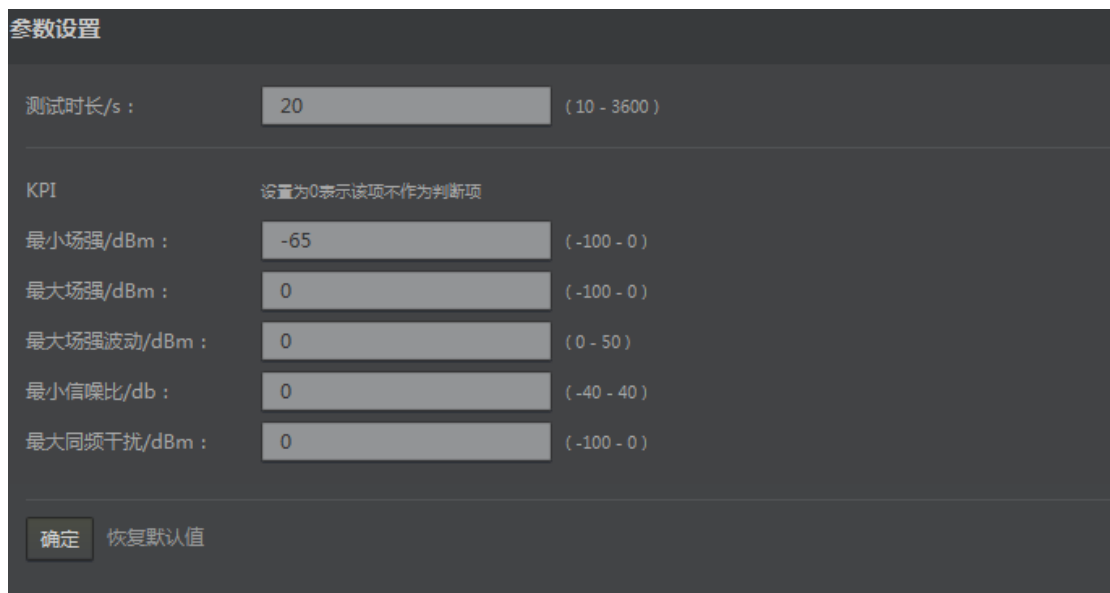 参数设置
测试时长/s： 20 （10 - 3600）
KPI 设置为0表示该项不作为判断项
最小场强/dBm： -65 （-100 - 0）
最大场强/dBm： 0 （-100 - 0）
最大场强波动/dBm： 0 （0 - 50）
最小信噪比/db： 0 （-40 - 40）
最大同频干扰/dBm： 0 （-100 - 0）
确定 恢复默认值